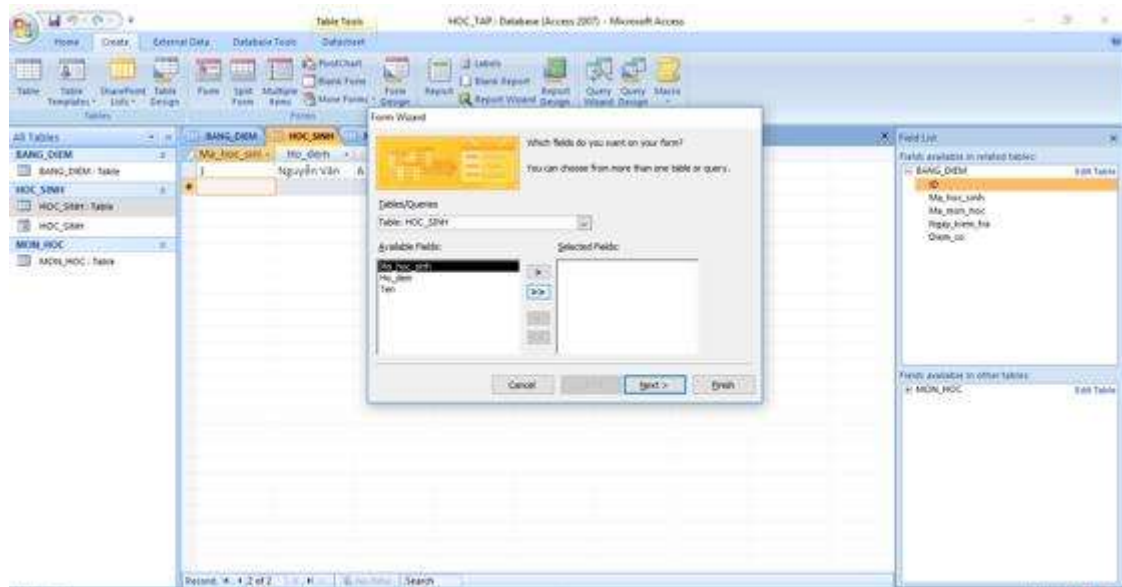 Table Tools
HOC_TAP : Database (Access 2007) - Microsoft Access
Home Create External Data Database Tools Datasheet
Table
Table Templates
SharePoint Lists
Table Design
Form
Split Form
Multiple Items
PivotChart
Blank Form
More Forms
Form Design
Report
Labels
Blank Report
Report Wizard
Report Design
Query Wizard
Query Design
Macro
Tables
Forms
All Tables
BANG_DIEM
BANG_DIEM : Table
HOC_SINH
HOC_SINH : Table
HOC_SINH
MON_HOC
MON_HOC : Table
BANG_DIEM HOC_SINH
Ma_hoc_sin Ho_dem
1 Nguyễn Văn A
Form Wizard
Which fields do you want on your form?
You can choose from more than one table or query.
Tables/Queries
Table: HOC_SINH
Available Fields: Selected Fields:
Ma_hoc_sinh
Ho_dem
Ten
>
>>
Cancel Next > Finish
Field List
Fields available in related tables:
BANG_DIEM Edit Table
ID
Ma_hoc_sinh
Ma_mon_hoc
Ngay_kiem_tra
Diem_so
Fields available in other tables:
MON_HOC Edit Table
Record: 2 of 2 Search